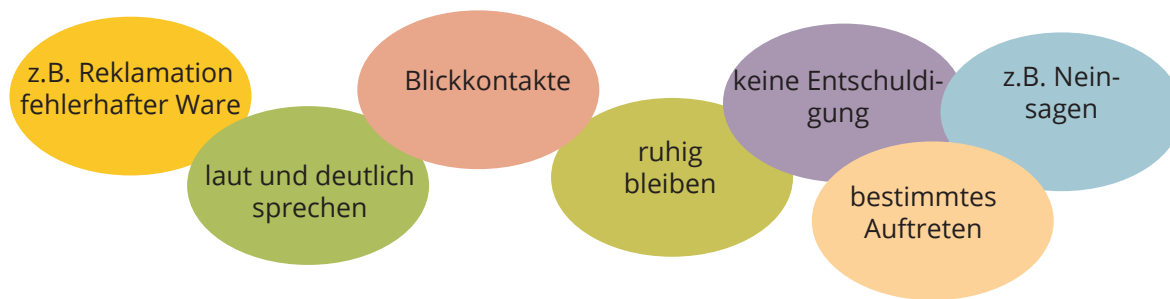 z.B. Reklamation
fehlerhafter Ware
laut und deutlich
sprechen
Blickkontakte
ruhig
bleiben
keine Entschuldi-
gung
bestimmtes
Auftreten
z.B. Nein-
sagen